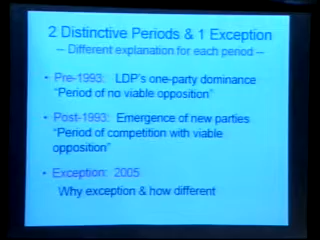 2 Distinctive Periods & 1 Exception
-- Different explanation for each period --
• Pre-1993: LDP's one-party dominance
"Period of no viable opposition"
• Post-1993: Emergence of new parties
"Period of competition with viable
opposition"
• Exception: 2005
Why exception & how different